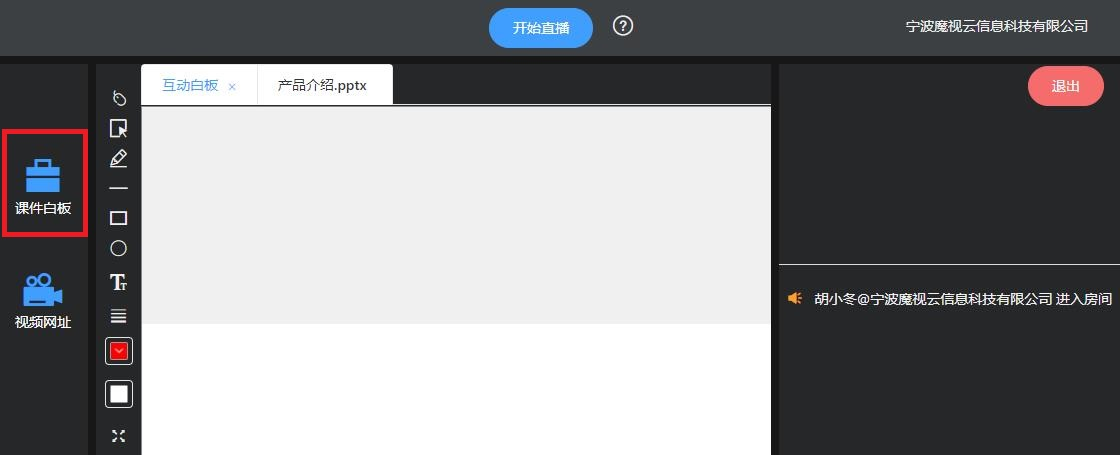 开始直播
?
宁波魔视云信息科技有限公司
互动白板 ×
产品介绍.pptx
退出
课件白板
视频网址
TT
胡小冬@宁波魔视云信息科技有限公司 进入房间